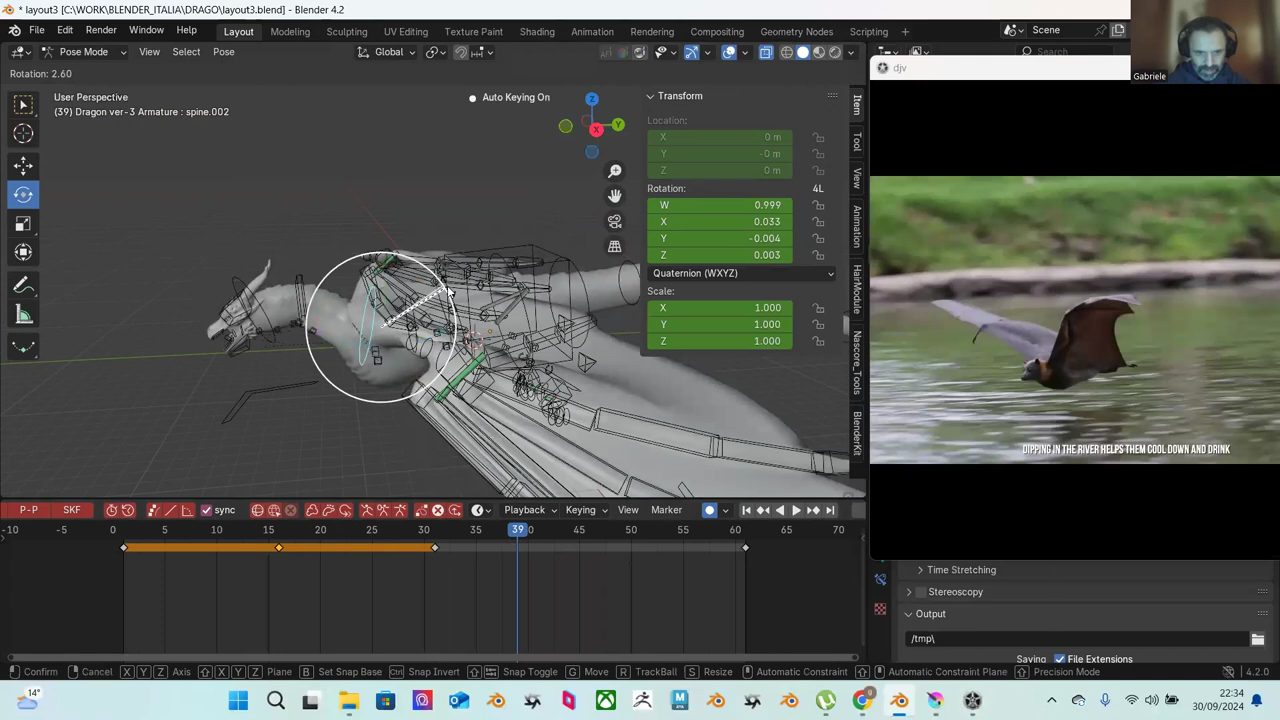 * layout3 [C:\WORK\BLENDER_ITALIA\DRAGO\layout3.blend] - Blender 4.2
File Edit Render Window Help Layout Modeling Sculpting UV Editing Texture Paint Shading Animation Rendering Compositing Geometry Nodes Scripting + Scene
Pose Mode View Select Pose Global Search
djv
Gabriele
Rotation: 2.60
User Perspective
(39) Dragon ver-3 Armature : spine.002
Auto Keying On
Z
Y
X
Transform
Location:
X 0 m
Y -0 m
Z 0 m
Rotation: 4L
W 0.999
X 0.033
Y -0.004
Z 0.003
Quaternion (WXYZ)
Scale:
X 1.000
Y 1.000
Z 1.000
Item
Tool
View
Animation
HairModule
Nascore_Tools
BlenderKit
DIPPING IN THE RIVER HELPS THEM COOL DOWN AND DRINK
P-P SKF sync Playback Keying View Marker
-10 -5 0 5 10 15 20 25 30 35 39 40 45 50 55 60 65 70
Time Stretching
Stereoscopy
Output
/tmp\
Saving File Extensions
Confirm Cancel X Y Z Axis X Y Z Plane B Set Snap Base Ctrl Snap Invert Snap Toggle G Move R TrackBall S Resize Automatic Constraint Automatic Constraint Plane Precision Mode 4.2.0
14°
9
22:34
30/09/2024